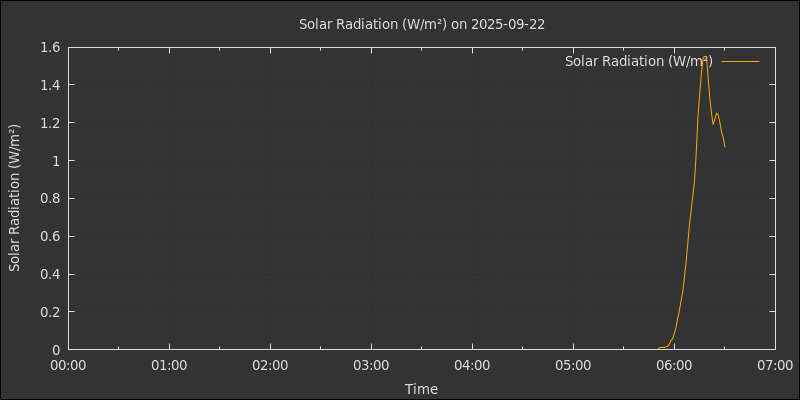 Solar Radiation (W/m²) on 2025-09-22
Solar Radiation (W/m²)
Solar Radiation (W/m²)
1.6
1.4
1.2
1
0.8
0.6
0.4
0.2
0
00:00 01:00 02:00 03:00 04:00 05:00 06:00 07:00
Time